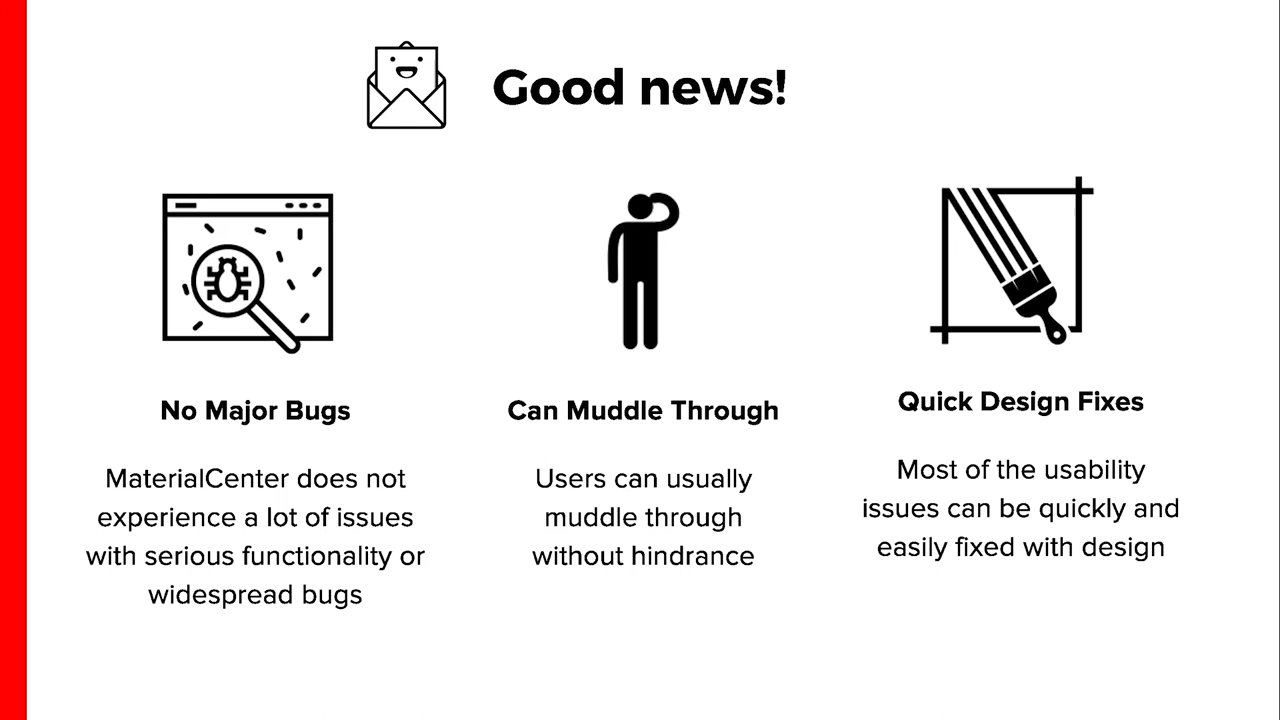 Good news!
No Major Bugs
MaterialCenter does not
experience a lot of issues
with serious functionality or
widespread bugs
Can Muddle Through
Users can usually
muddle through
without hindrance
Quick Design Fixes
Most of the usability
issues can be quickly and
easily fixed with design